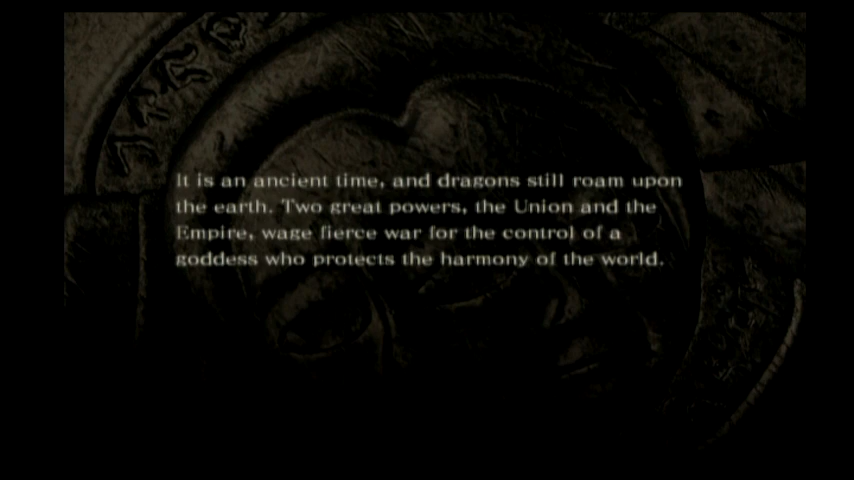 It is an ancient time, and dragons still roam upon
the earth. Two great powers, the Union and the
Empire, wage fierce war for the control of a
goddess who protects the harmony of the world.